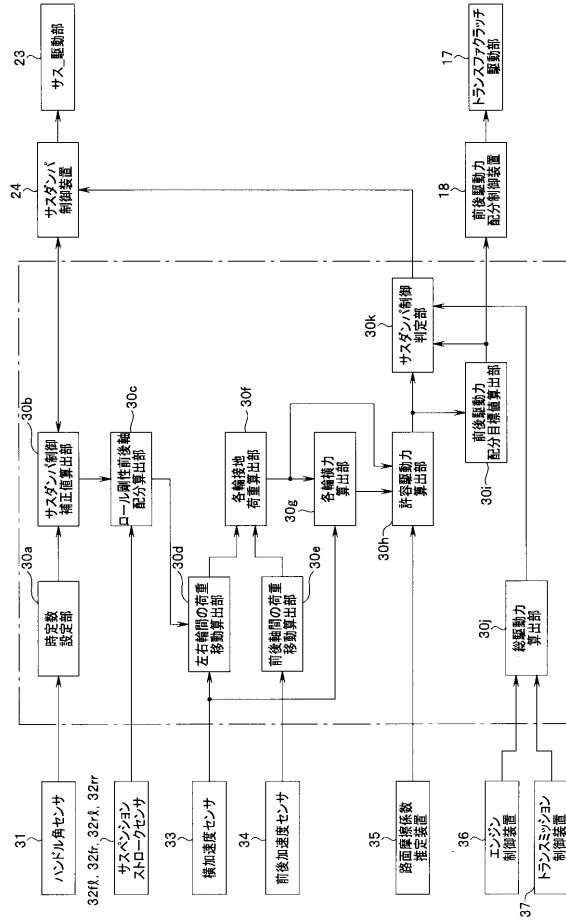 31
ハンドル角センサ
32fℓ、32fr、32rℓ、32rr
サスペンション
ストロークセンサ
33
横加速度センサ
34
前後加速度センサ
35
路面摩擦係数
推定装置
36
エンジン
制御装置
37
トランスミッション
制御装置
30a
時定数
設定部
30b
サスダンパ制御
補正値算出部
30c
ロール剛性前後軸
配分算出部
30d
左右輪間の荷重
移動算出部
30e
前後軸間の荷重
移動算出部
30f
各輪接地
荷重算出部
30g
各輪横力
算出部
30h
許容駆動力
算出部
30i
前後駆動力
配分目標値算出部
30j
総駆動力
算出部
30k
サスダンパ制御
判定部
24
サスダンパ
制御装置
23
サス_駆動部
18
前後駆動力
配分制御装置
17
トランスファクラッチ
駆動部